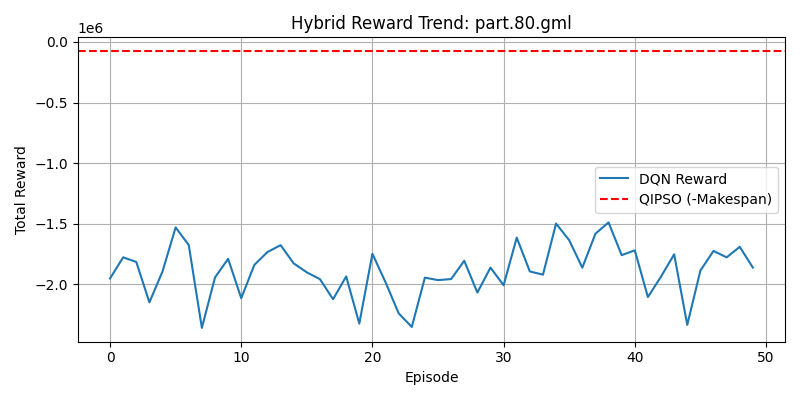 Hybrid Reward Trend: part.80.gml
1e6
0.0
−0.5
−1.0
−1.5
−2.0
Total Reward
DQN Reward
QIPSO (-Makespan)
0
10
20
30
40
50
Episode